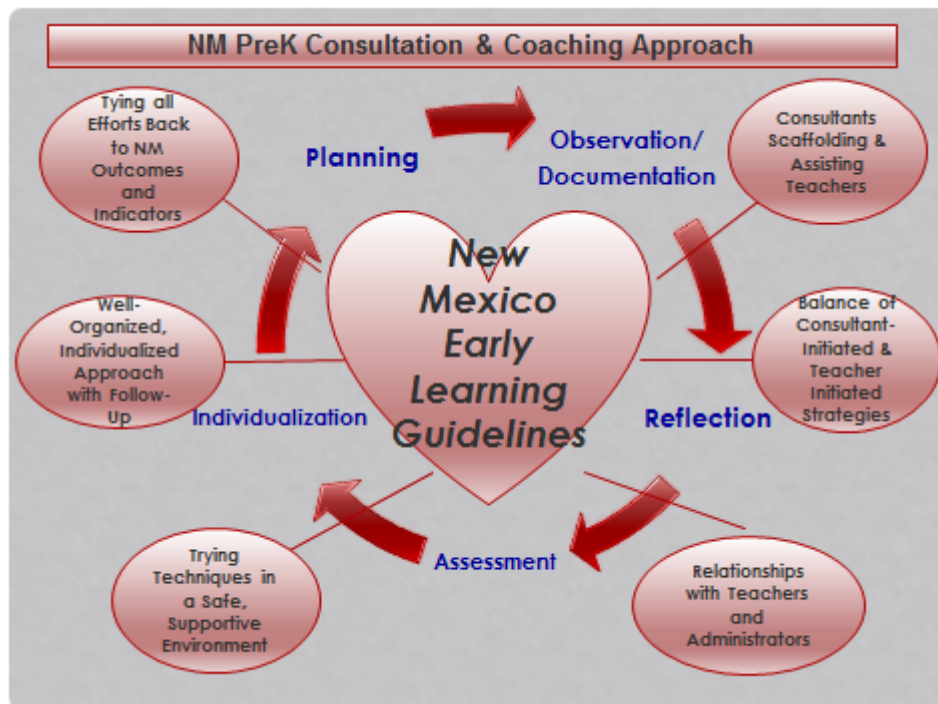 NM PreK Consultation & Coaching Approach
Tying all
Efforts Back
to NM
Outcomes
and
Indicators
Planning
Observation/
Documentation
Consultants
Scaffolding &
Assisting
Teachers
New
Mexico
Early
Learning
Guidelines
Well-
Organized,
Individualized
Approach
with Follow-
Up
Individualization
Reflection
Balance of
Consultant-
Initiated &
Teacher
Initiated
Strategies
Trying
Techniques in
a Safe,
Supportive
Environment
Assessment
Relationships
with Teachers
and
Administrators